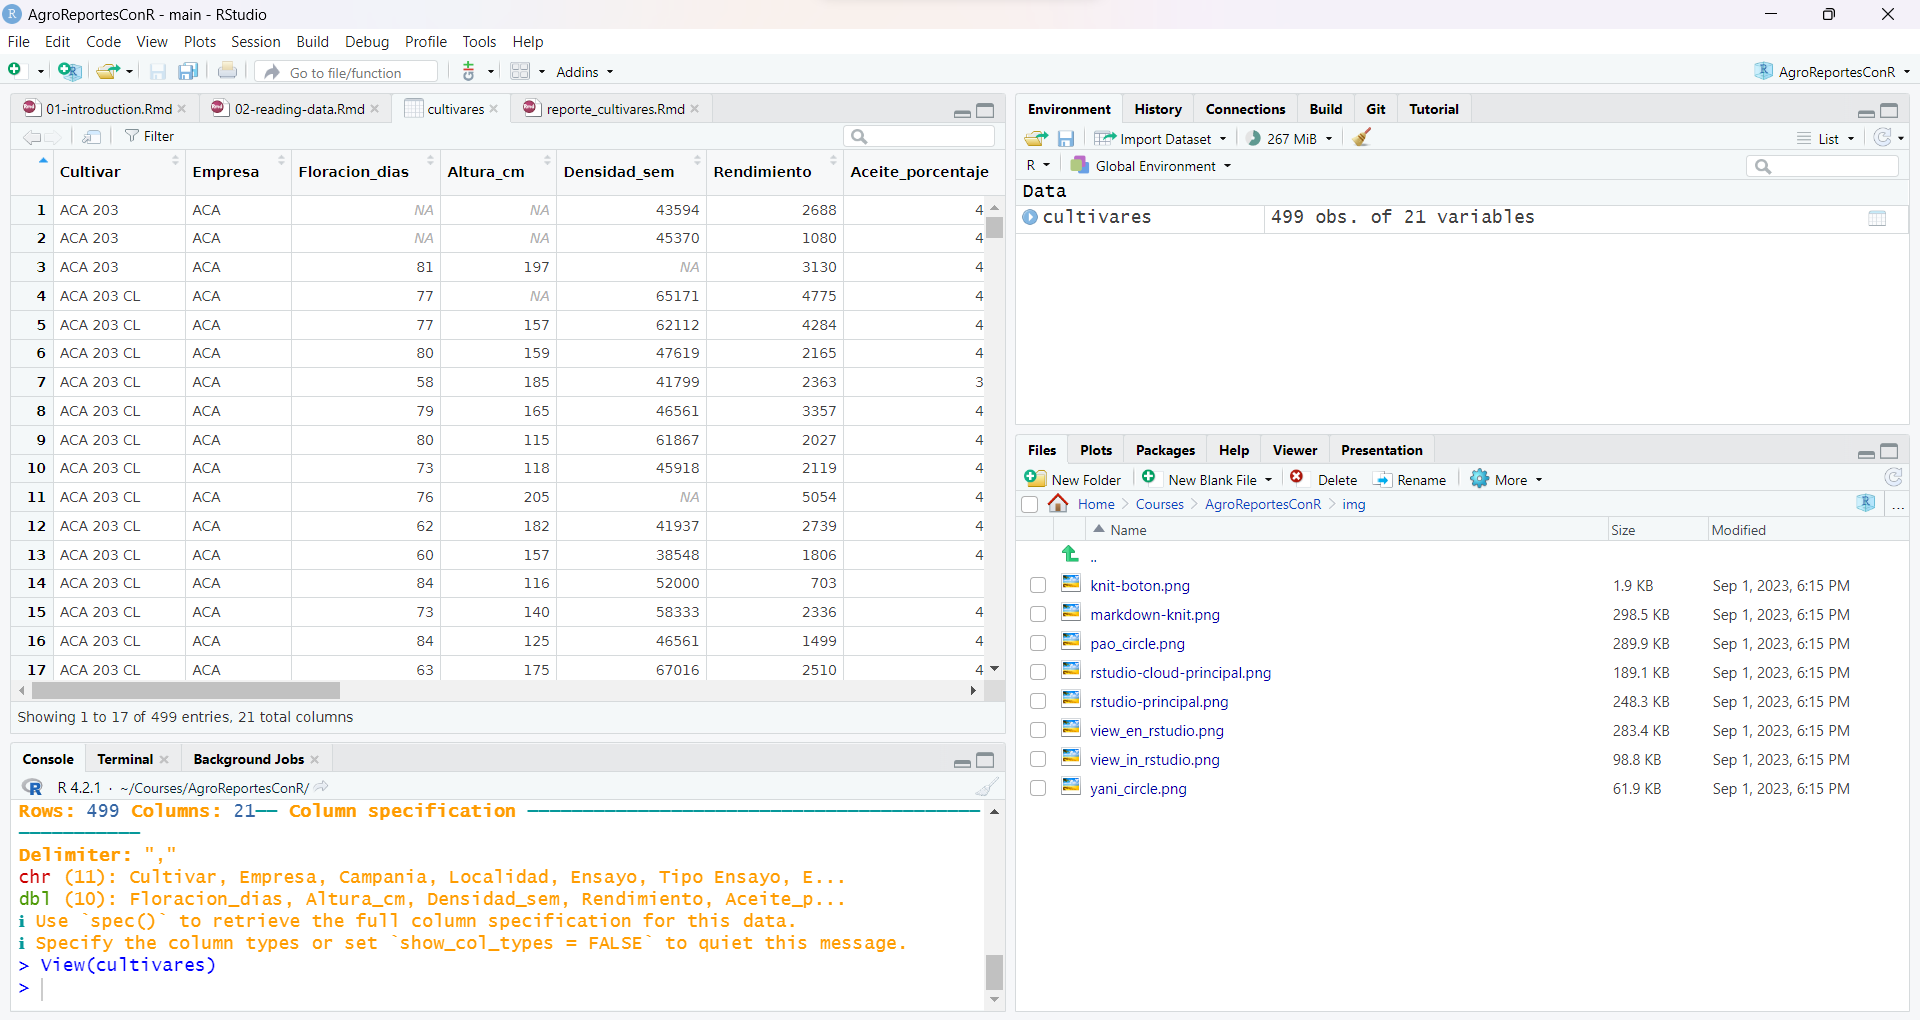 AgroReportesConR - main - RStudio
File Edit Code View Plots Session Build Debug Profile Tools Help
Go to file/function Addins AgroReportesConR
01-introduction.Rmd 02-reading-data.Rmd cultivares reporte_cultivares.Rmd
Filter
Cultivar Empresa Floracion_dias Altura_cm Densidad_sem Rendimiento Aceite_porcentaje
1 ACA 203 ACA NA NA 43594 2688 4
2 ACA 203 ACA NA NA 45370 1080 4
3 ACA 203 ACA 81 197 NA 3130 4
4 ACA 203 CL ACA 77 NA 65171 4775 4
5 ACA 203 CL ACA 77 157 62112 4284 4
6 ACA 203 CL ACA 80 159 47619 2165 4
7 ACA 203 CL ACA 58 185 41799 2363 3
8 ACA 203 CL ACA 79 165 46561 3357 4
9 ACA 203 CL ACA 80 115 61867 2027 4
10 ACA 203 CL ACA 73 118 45918 2119 4
11 ACA 203 CL ACA 76 205 NA 5054 4
12 ACA 203 CL ACA 62 182 41937 2739 4
13 ACA 203 CL ACA 60 157 38548 1806 4
14 ACA 203 CL ACA 84 116 52000 703
15 ACA 203 CL ACA 73 140 58333 2336 4
16 ACA 203 CL ACA 84 125 46561 1499 4
17 ACA 203 CL ACA 63 175 67016 2510 4
Showing 1 to 17 of 499 entries, 21 total columns
Console Terminal Background Jobs
R 4.2.1 · ~/Courses/AgroReportesConR/
Rows: 499 Columns: 21── Column specification ────────────────────
Delimiter: ","
chr (11): Cultivar, Empresa, Campania, Localidad, Ensayo, Tipo Ensayo, E...
dbl (10): Floracion_dias, Altura_cm, Densidad_sem, Rendimiento, Aceite_p...
ℹ Use `spec()` to retrieve the full column specification for this data.
ℹ Specify the column types or set `show_col_types = FALSE` to quiet this message.
> View(cultivares)
>
Environment History Connections Build Git Tutorial
Import Dataset 267 MiB List
R Global Environment
Data
cultivares 499 obs. of 21 variables
Files Plots Packages Help Viewer Presentation
New Folder New Blank File Delete Rename More
Home Courses AgroReportesConR img ...
Name Size Modified
..
knit-boton.png 1.9 KB Sep 1, 2023, 6:15 PM
markdown-knit.png 298.5 KB Sep 1, 2023, 6:15 PM
pao_circle.png 289.9 KB Sep 1, 2023, 6:15 PM
rstudio-cloud-principal.png 189.1 KB Sep 1, 2023, 6:15 PM
rstudio-principal.png 248.3 KB Sep 1, 2023, 6:15 PM
view_en_rstudio.png 283.4 KB Sep 1, 2023, 6:15 PM
view_in_rstudio.png 98.8 KB Sep 1, 2023, 6:15 PM
yani_circle.png 61.9 KB Sep 1, 2023, 6:15 PM